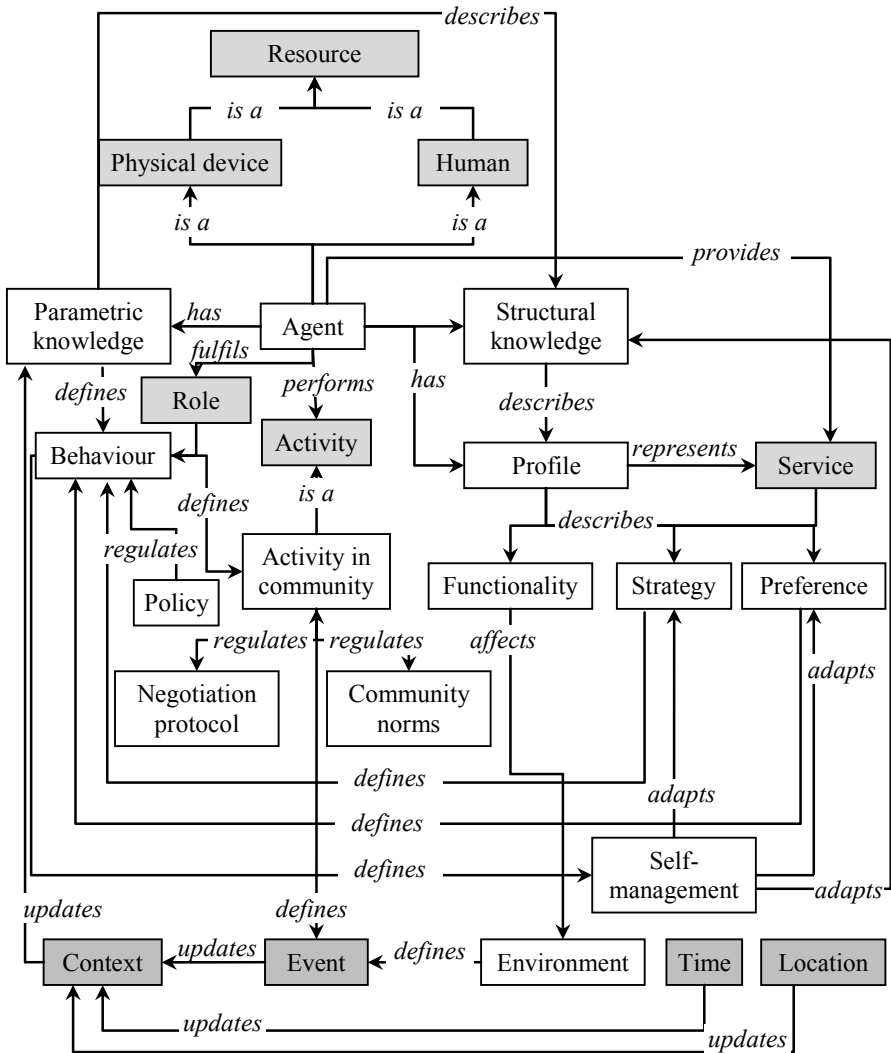 describes
Resource
is a
is a
Physical device
Human
is a
is a
provides
Parametric
knowledge
has
Agent
Structural
knowledge
fulfils
defines
Role
performs
has
describes
Activity
Behaviour
Profile
represents
Service
defines
is a
describes
regulates
Activity in
community
Functionality
Strategy
Preference
Policy
regulates
regulates
affects
adapts
Negotiation
protocol
Community
norms
defines
adapts
defines
defines
Self-
management
adapts
updates
defines
Context
updates
Event
defines
Environment
Time
Location
updates
updates